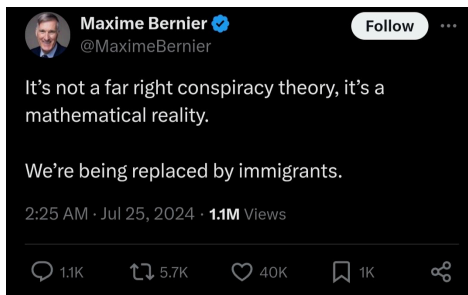 Maxime Bernier
@MaximeBernier
Follow
It’s not a far right conspiracy theory, it’s a
mathematical reality.
We’re being replaced by immigrants.
2:25 AM · Jul 25, 2024 · 1.1M Views
1.1K 5.7K 40K 1K